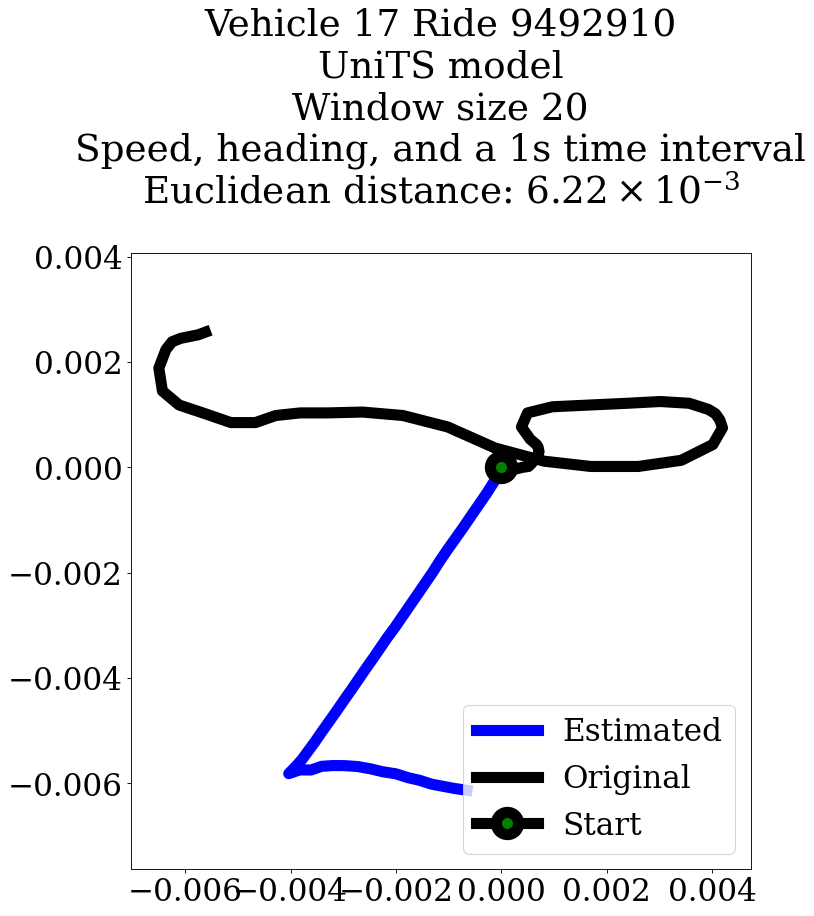 Vehicle 17 Ride 9492910
UniTS model
Window size 20
Speed, heading, and a 1s time interval
Euclidean distance: 6.22 × 10⁻³
0.004
0.002
0.000
−0.002
−0.004
−0.006
Estimated
Original
Start
−0.006 −0.004 −0.002 0.000 0.002 0.004